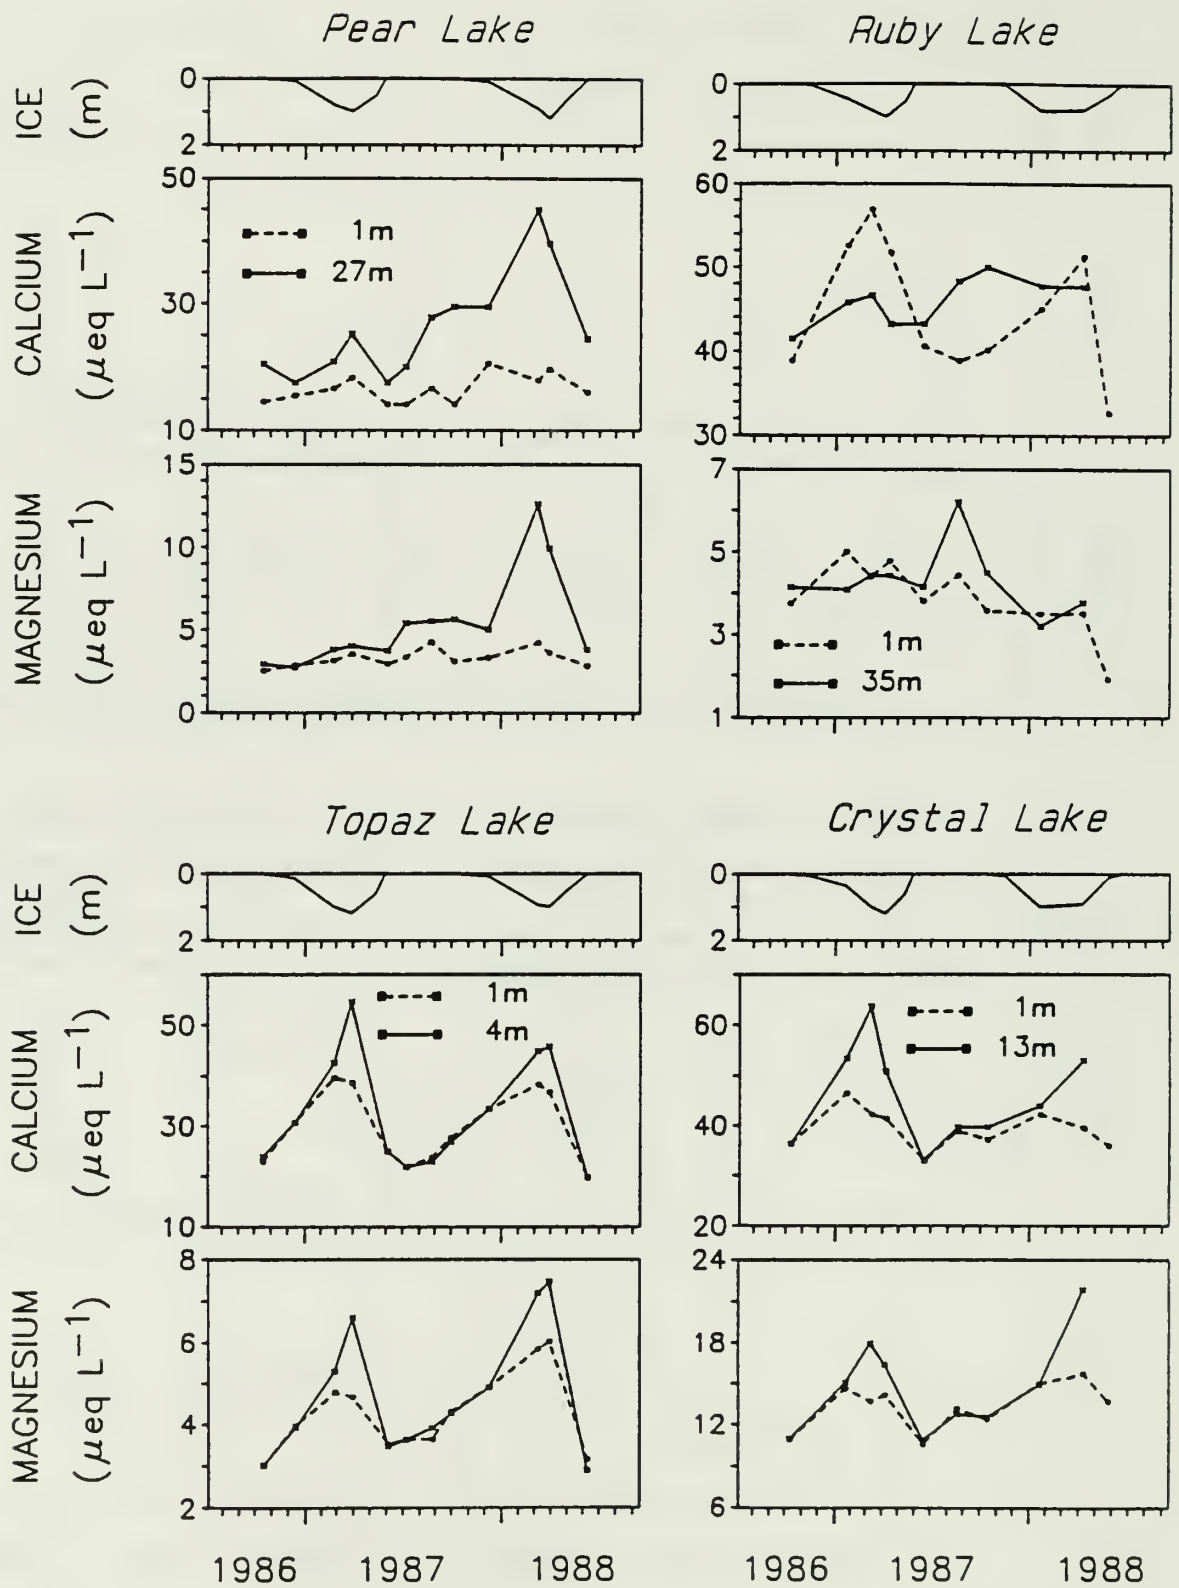 Pear Lake
Ruby Lake
ICE
(m)
0
2
0
2
CALCIUM
(μeq L−1)
50
30
10
1m
27m
60
50
40
30
MAGNESIUM
(μeq L−1)
15
10
5
0
7
5
3
1
1m
35m
Topaz Lake
Crystal Lake
ICE
(m)
0
2
0
2
CALCIUM
(μeq L−1)
50
30
10
1m
4m
60
40
20
1m
13m
MAGNESIUM
(μeq L−1)
8
6
4
2
24
18
12
6
1986 1987 1988
1986 1987 1988